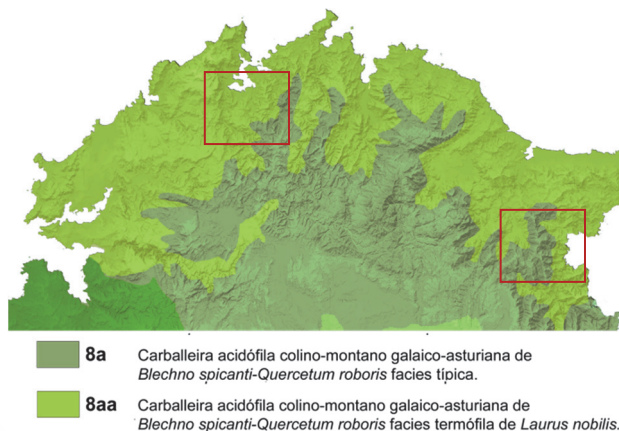 8a Carballeira acidófila colino-montano galaico-asturiana de
Blechno spicanti-Quercetum roboris facies típica.
8aa Carballeira acidófila colino-montano galaico-asturiana de
Blechno spicanti-Quercetum roboris facies termófila de Laurus nobilis.